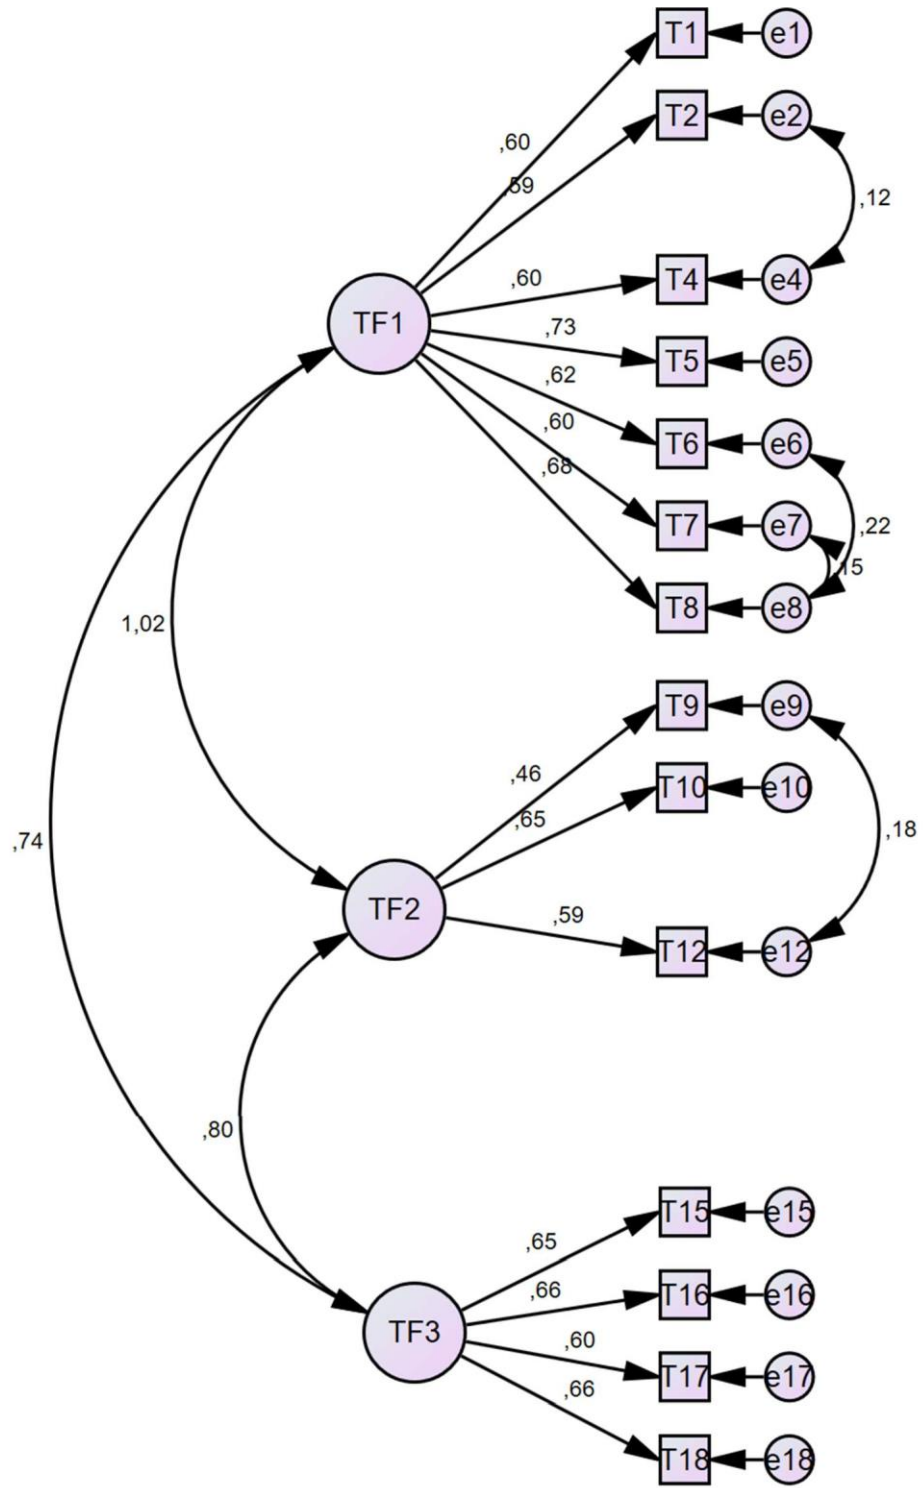 T1 e1
T2 e2
,60
,59
,12
T4 e4
,60
TF1
,73
T5 e5
,62
,60
T6 e6
,68
T7 e7
,22
,15
T8 e8
1,02
T9 e9
,46
T10 e10
,65
,18
,74
TF2
,59
T12 e12
,80
T15 e15
,65
,66
T16 e16
TF3
,60
T17 e17
,66
T18 e18